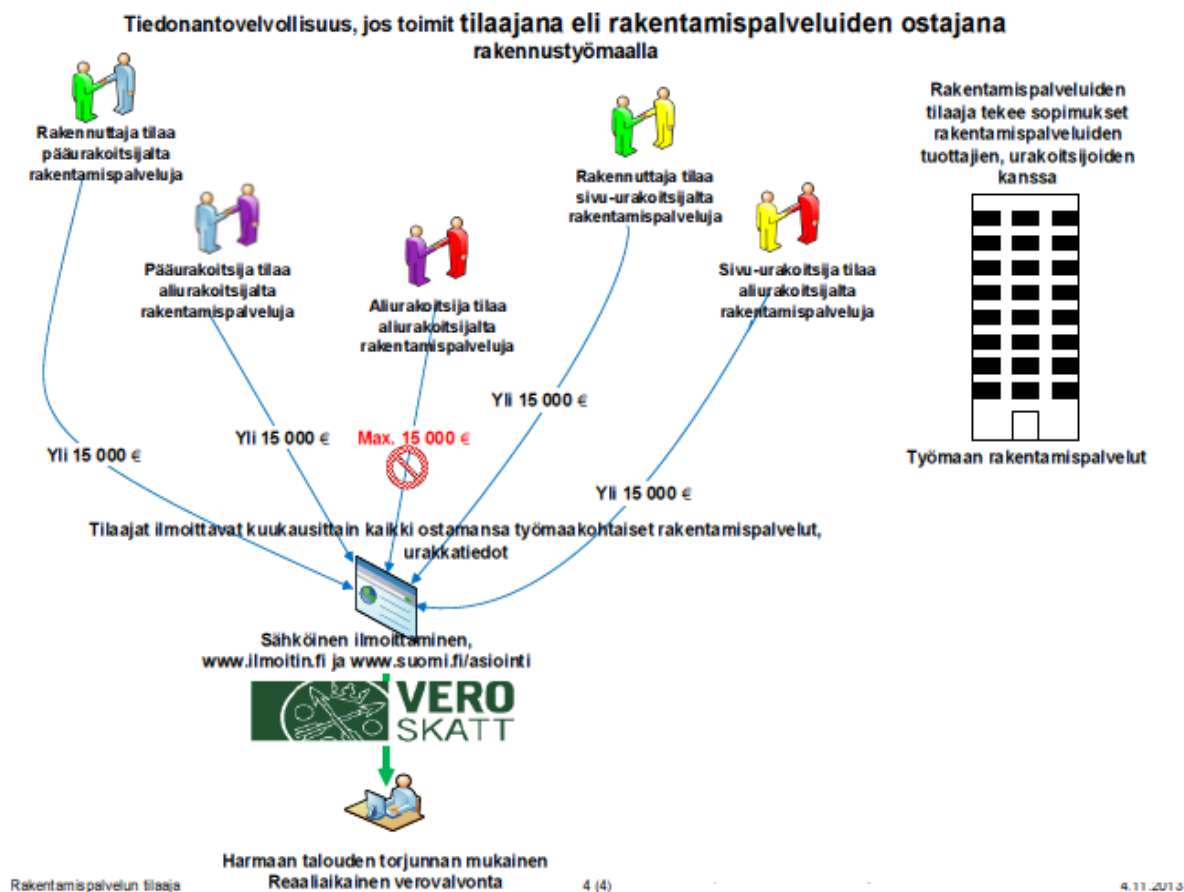 Tiedonantovelvollisuus, jos toimit tilaajana eli rakentamispalveluiden ostajana
rakennustyömaalla
Rakennuttaja tilaa
pääurakoitsijalta
rakentamispalveluja
Pääurakoitsija tilaa
aliurakoitsijalta
rakentamispalveluja
Aliurakoitsija tilaa
aliurakoitsijalta
rakentamispalveluja
Rakennuttaja tilaa
sivu-urakoitsijalta
rakentamispalveluja
Sivu-urakoitsija tilaa
aliurakoitsijalta
rakentamispalveluja
Rakentamispalveluiden
tilaaja tekee sopimukset
rakentamispalveluiden
tuottajien, urakoitsijoiden
kanssa
Työmaan rakentamispalvelut
Yli 15 000 €
Yli 15 000 €
Max. 15 000 €
Yli 15 000 €
Yli 15 000 €
Tilaajat ilmoittavat kuukausittain kaikki ostamansa työmaakohtaiset rakentamispalvelut,
urakkatiedot
Sähköinen ilmoittaminen,
www.ilmoitin.fi ja www.suomi.fi/asiointi
VERO
SKATT
Harmaan talouden torjunnan mukainen
Reaaliaikainen verovalvonta
Rakentamispalvelun tilaaja
4 (4)
4.11.2013